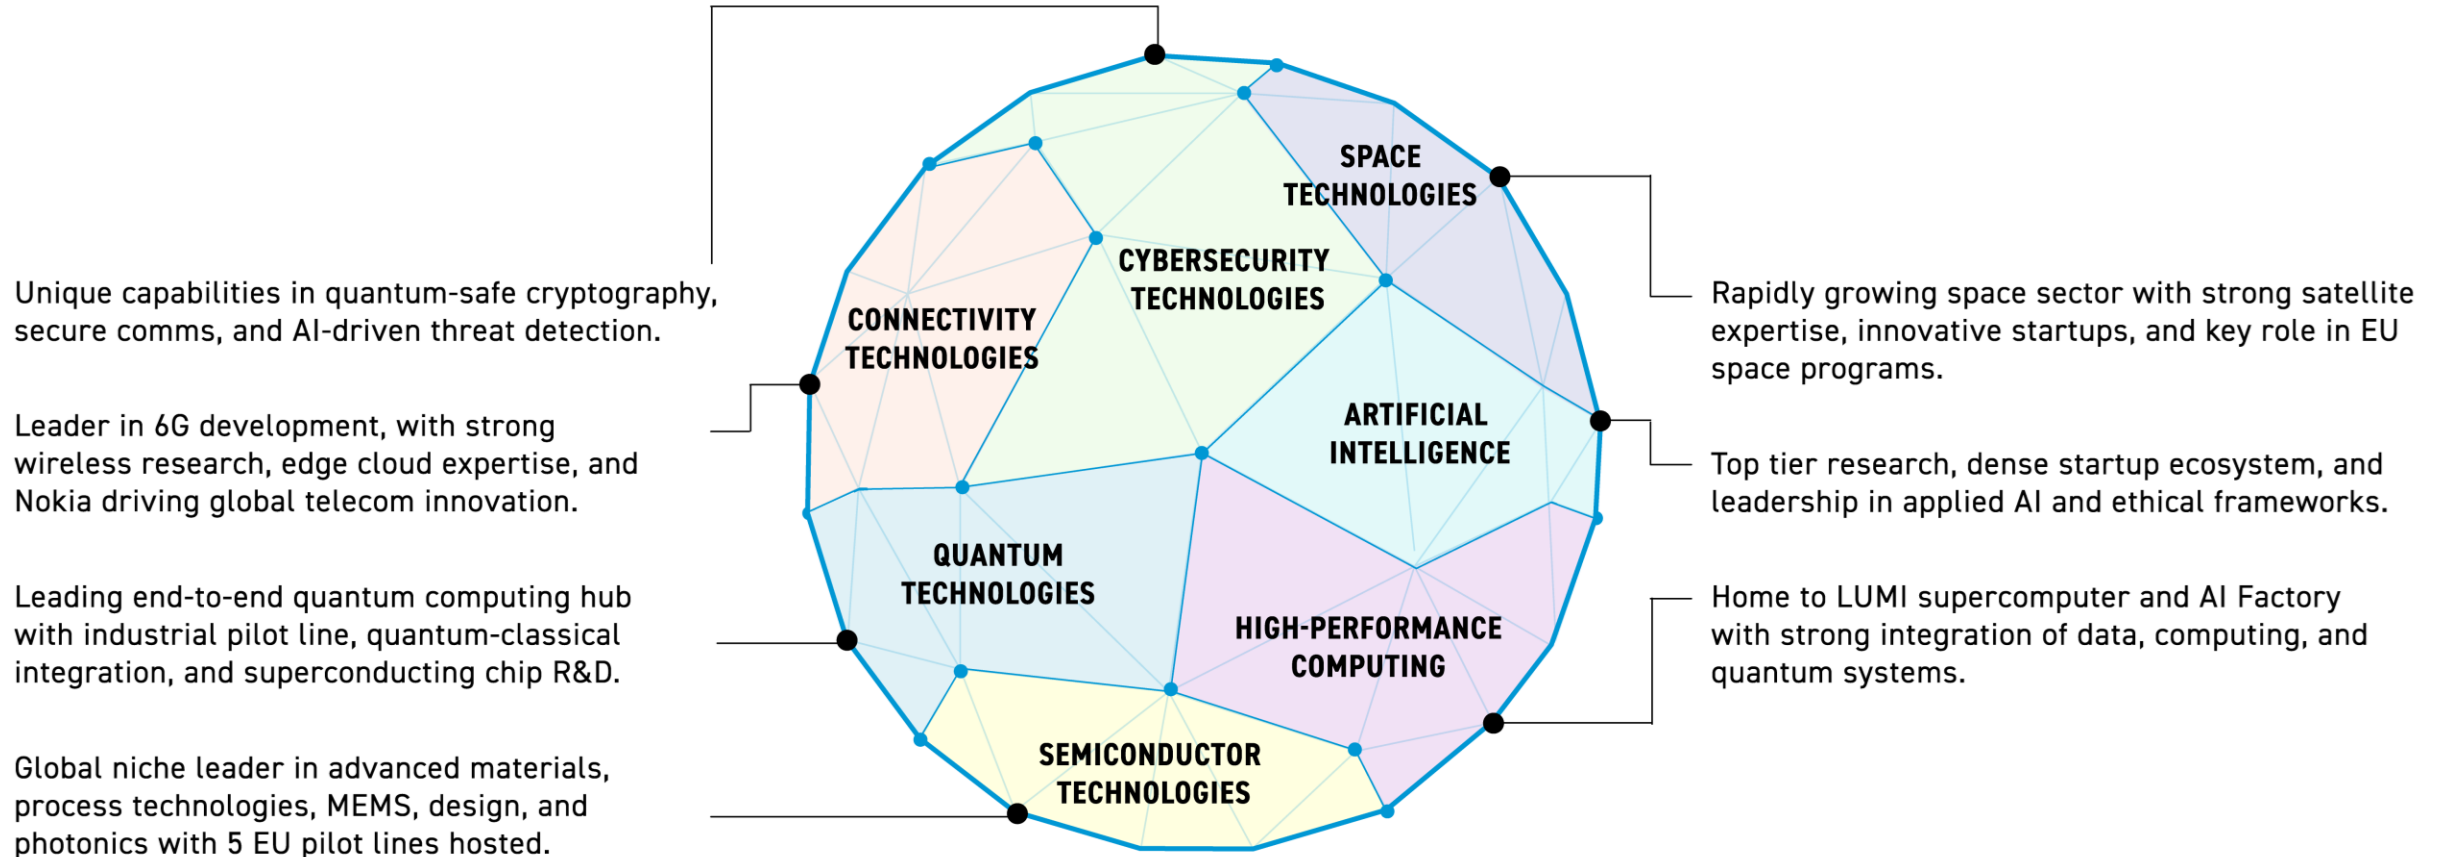 Unique capabilities in quantum-safe cryptography,
secure comms, and AI-driven threat detection.
Leader in 6G development, with strong
wireless research, edge cloud expertise, and
Nokia driving global telecom innovation.
Leading end-to-end quantum computing hub
with industrial pilot line, quantum-classical
integration, and superconducting chip R&D.
Global niche leader in advanced materials,
process technologies, MEMS, design, and
photonics with 5 EU pilot lines hosted.
SPACE
TECHNOLOGIES
CYBERSECURITY
TECHNOLOGIES
CONNECTIVITY
TECHNOLOGIES
ARTIFICIAL
INTELLIGENCE
QUANTUM
TECHNOLOGIES
HIGH-PERFORMANCE
COMPUTING
SEMICONDUCTOR
TECHNOLOGIES
Rapidly growing space sector with strong satellite
expertise, innovative startups, and key role in EU
space programs.
Top tier research, dense startup ecosystem, and
leadership in applied AI and ethical frameworks.
Home to LUMI supercomputer and AI Factory
with strong integration of data, computing, and
quantum systems.